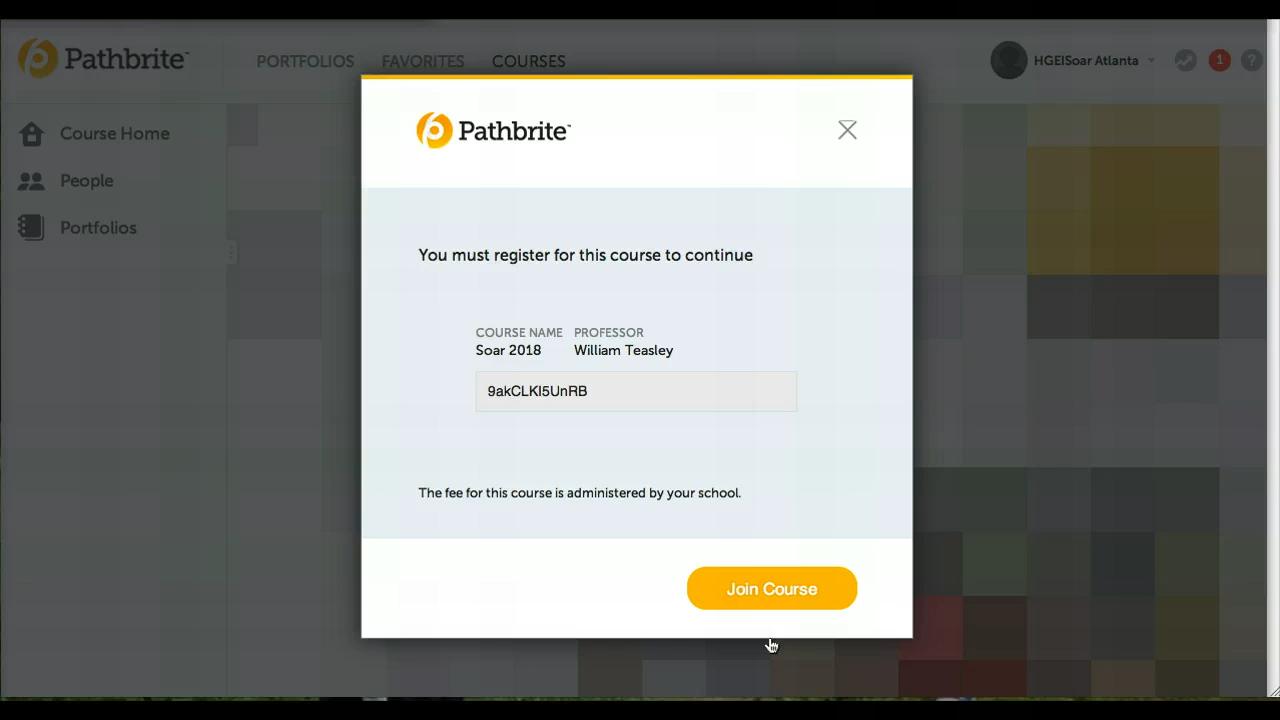 Pathbrite™
PORTFOLIOS FAVORITES COURSES
HGEISoar Atlanta
1
?
Course Home
People
Portfolios
Pathbrite™
You must register for this course to continue
COURSE NAME PROFESSOR
Soar 2018 William Teasley
9akCLKI5UnRB
The fee for this course is administered by your school.
Join Course